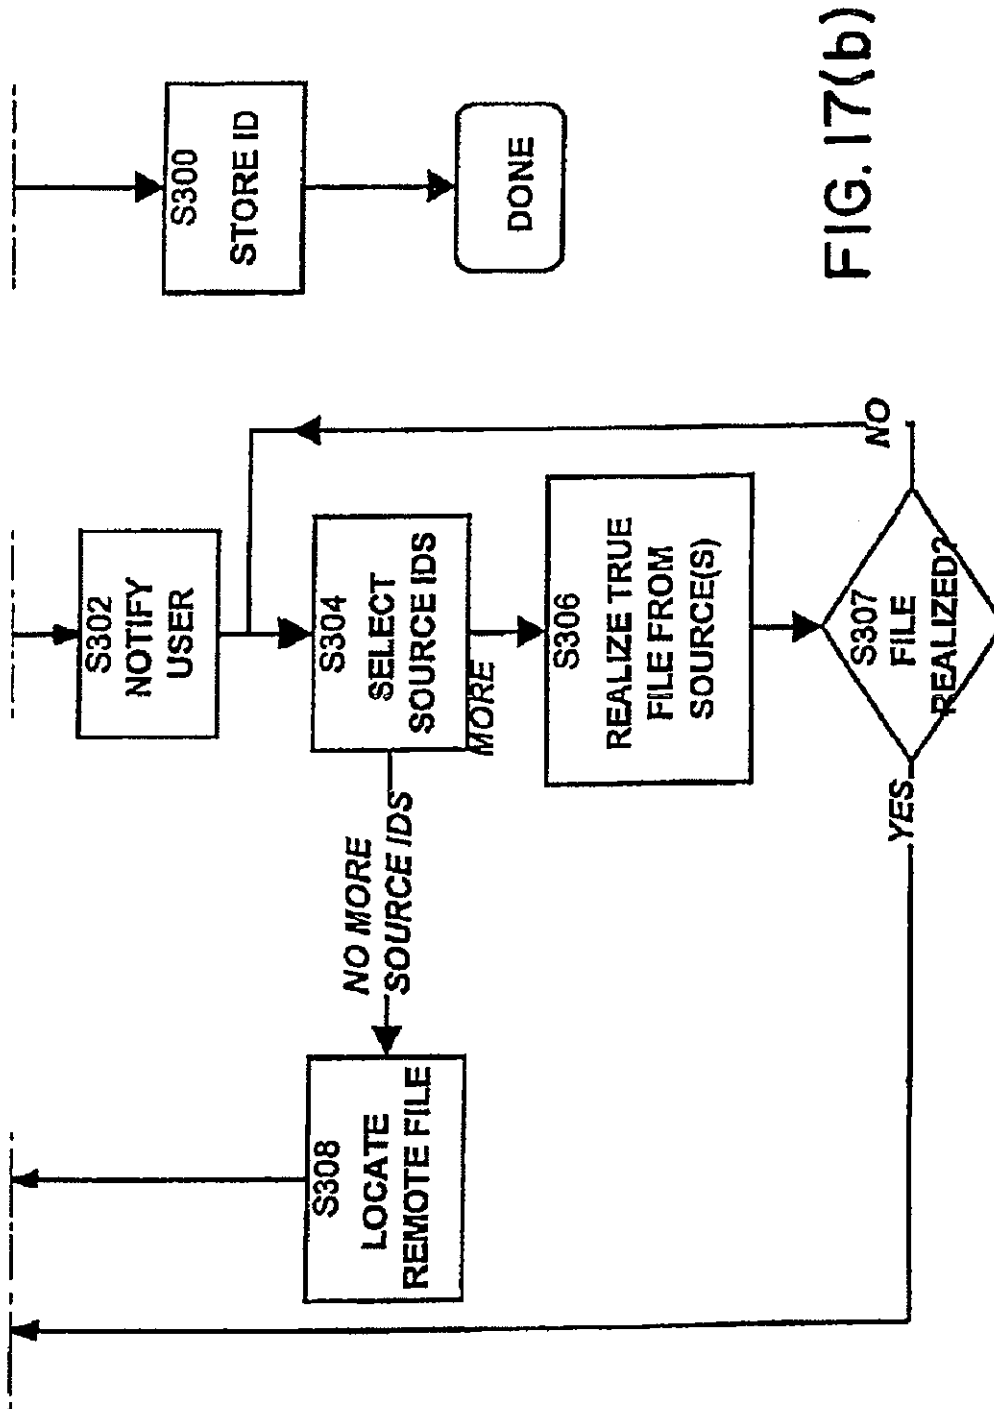 S302
NOTIFY
USER
S304
SELECT
SOURCE IDS
MORE
NO MORE
SOURCE IDS
S308
LOCATE
REMOTE FILE
S306
REALIZE TRUE
FILE FROM
SOURCE(S)
S307
FILE
REALIZED?
YES
NO
S300
STORE ID
DONE
FIG. 17(b)